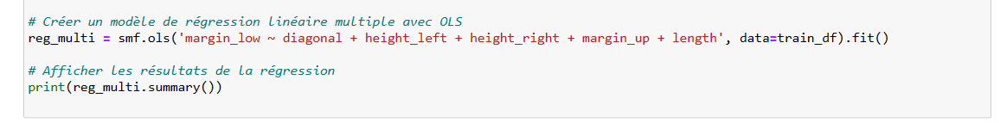 # Créer un modèle de régression linéaire multiple avec OLS
reg_multi = smf.ols('margin_low ~ diagonal + height_left + height_right + margin_up + length', data=train_df).fit()
# Afficher les résultats de la régression
print(reg_multi.summary())